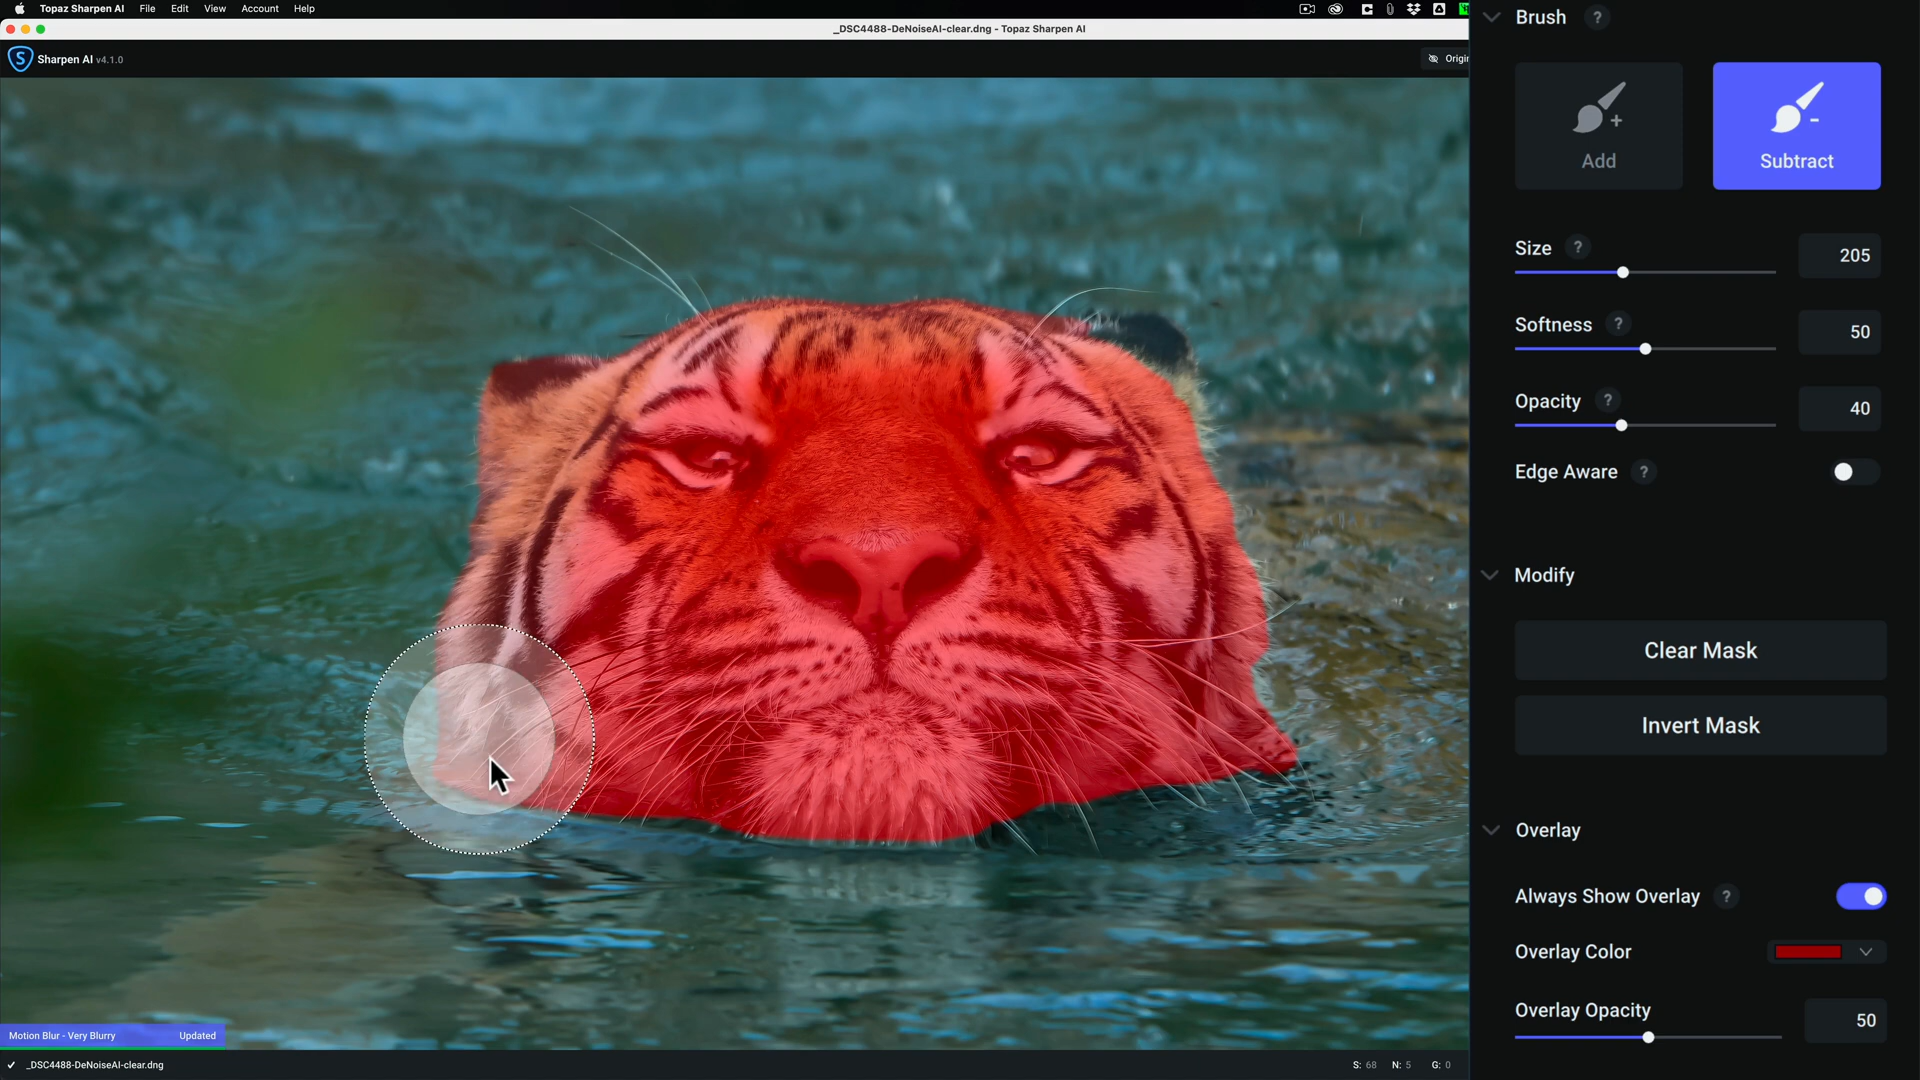 Topaz Sharpen AI File Edit View Account Help
_DSC4488-DeNoiseAI-clear.dng - Topaz Sharpen AI
S Sharpen AI v4.1.0
Origin
Brush ?
Add
Subtract
Size ? 205
Softness ? 50
Opacity ? 40
Edge Aware ?
Modify
Clear Mask
Invert Mask
Overlay
Always Show Overlay ?
Overlay Color
Overlay Opacity 50
Motion Blur - Very Blurry Updated
_DSC4488-DeNoiseAI-clear.dng S: 68 N: 5 G: 0